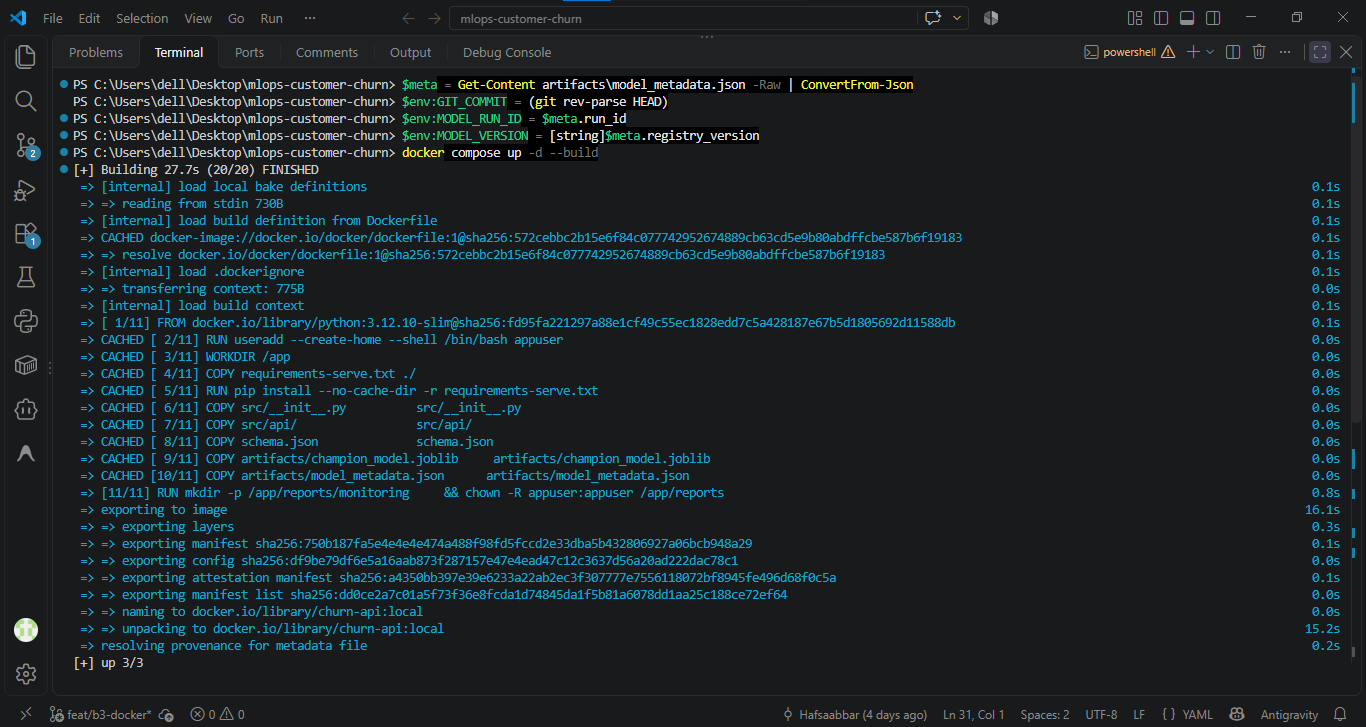 File Edit Selection View Go Run ··· mlops-customer-churn
Problems Terminal Ports Comments Output Debug Console powershell
PS C:\Users\dell\Desktop\mlops-customer-churn> $meta = Get-Content artifacts\model_metadata.json -Raw | ConvertFrom-Json
PS C:\Users\dell\Desktop\mlops-customer-churn> $env:GIT_COMMIT = (git rev-parse HEAD)
PS C:\Users\dell\Desktop\mlops-customer-churn> $env:MODEL_RUN_ID = $meta.run_id
PS C:\Users\dell\Desktop\mlops-customer-churn> $env:MODEL_VERSION = [string]$meta.registry_version
PS C:\Users\dell\Desktop\mlops-customer-churn> docker compose up -d --build
[+] Building 27.7s (20/20) FINISHED
=> [internal] load local bake definitions 0.1s
=> => reading from stdin 730B 0.1s
=> [internal] load build definition from Dockerfile 0.1s
=> CACHED docker-image://docker.io/docker/dockerfile:1@sha256:572cebbc2b15e6f84c077742952674889cb63cd5e9b80abdffcbe587b6f19183 0.1s
=> => resolve docker.io/docker/dockerfile:1@sha256:572cebbc2b15e6f84c077742952674889cb63cd5e9b80abdffcbe587b6f19183 0.1s
=> [internal] load .dockerignore 0.1s
=> => transferring context: 775B 0.0s
=> [internal] load build context 0.1s
=> [ 1/11] FROM docker.io/library/python:3.12.10-slim@sha256:fd95fa221297a88e1cf49c55ec1828edd7c5a428187e67b5d1805692d11588db 0.1s
=> CACHED [ 2/11] RUN useradd --create-home --shell /bin/bash appuser 0.0s
=> CACHED [ 3/11] WORKDIR /app 0.0s
=> CACHED [ 4/11] COPY requirements-serve.txt ./ 0.0s
=> CACHED [ 5/11] RUN pip install --no-cache-dir -r requirements-serve.txt 0.0s
=> CACHED [ 6/11] COPY src/__init__.py src/__init__.py 0.0s
=> CACHED [ 7/11] COPY src/api/ src/api/ 0.0s
=> CACHED [ 8/11] COPY schema.json schema.json 0.0s
=> CACHED [ 9/11] COPY artifacts/champion_model.joblib artifacts/champion_model.joblib 0.0s
=> CACHED [10/11] COPY artifacts/model_metadata.json artifacts/model_metadata.json 0.0s
=> [11/11] RUN mkdir -p /app/reports/monitoring && chown -R appuser:appuser /app/reports 0.8s
=> exporting to image 16.1s
=> => exporting layers 0.3s
=> => exporting manifest sha256:750b187fa5e4e4e4e474a488f98fd5fccd2e33dba5b432806927a06bcb948a29 0.1s
=> => exporting config sha256:df9be79df6e5a16aab873f287157e47e4ead47c12c3637d56a20ad222dac78c1 0.0s
=> => exporting attestation manifest sha256:a4350bb397e39e6233a22ab2ec3f307777e7556118072bf8945fe496d68f0c5a 0.1s
=> => exporting manifest list sha256:dd0ce2a7c01a5f73f36e8fcda1d74845da1f5b81a6078dd1aa25c188ce72ef64 0.0s
=> => naming to docker.io/library/churn-api:local 0.0s
=> => unpacking to docker.io/library/churn-api:local 15.2s
=> resolving provenance for metadata file 0.2s
[+] up 3/3
2
1
feat/b3-docker* 0 0 Hafsaabbar (4 days ago) Ln 31, Col 1 Spaces: 2 UTF-8 LF { } YAML Antigravity